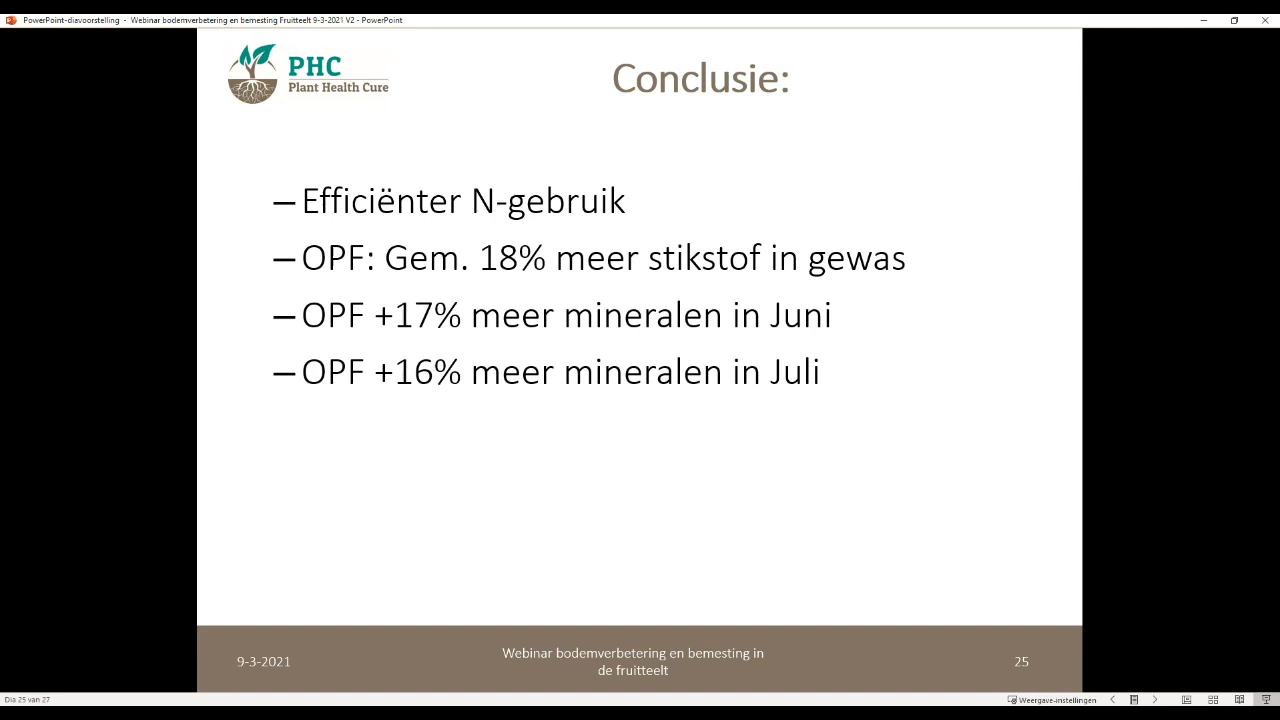 PowerPoint-diavoorstelling - Webinar bodemverbetering en bemesting Fruitteelt 9-3-2021 V2 - PowerPoint
PHC
Plant Health Cure
Conclusie:
– Efficiënter N-gebruik
– OPF: Gem. 18% meer stikstof in gewas
– OPF +17% meer mineralen in Juni
– OPF +16% meer mineralen in Juli
9-3-2021
Webinar bodemverbetering en bemesting in
de fruitteelt
25
Dia 25 van 27
Weergave-instellingen